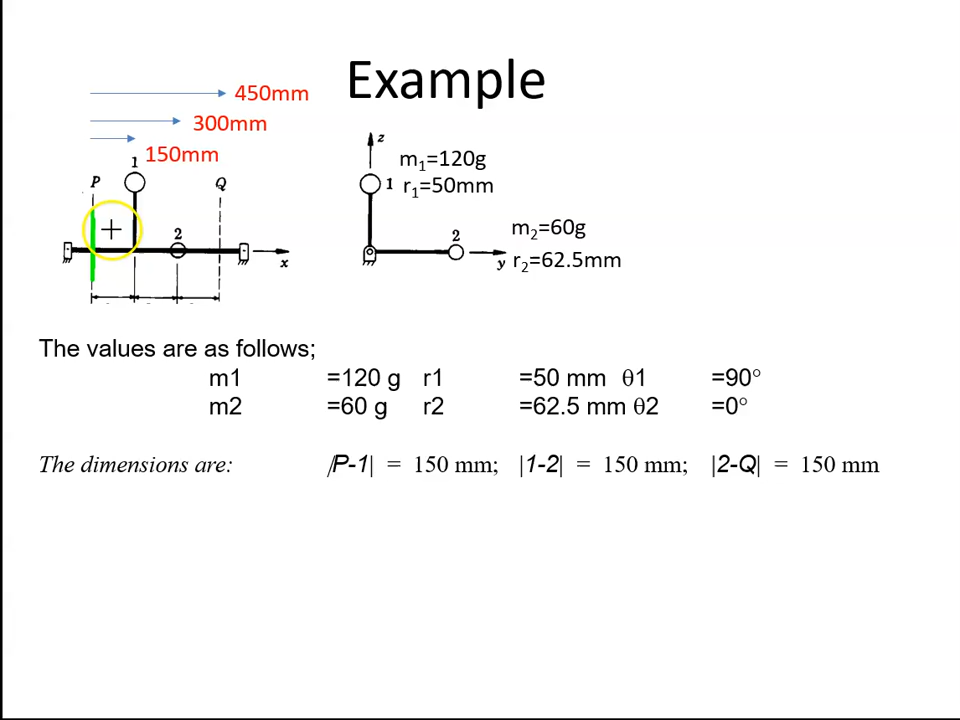 Example
450mm
300mm
150mm
1
P
Q
2
x
z
m₁=120g
1 r₁=50mm
2
m₂=60g
y r₂=62.5mm
The values are as follows;
m1 =120 g r1 =50 mm θ1 =90°
m2 =60 g r2 =62.5 mm θ2 =0°
The dimensions are: |P-1| = 150 mm; |1-2| = 150 mm; |2-Q| = 150 mm